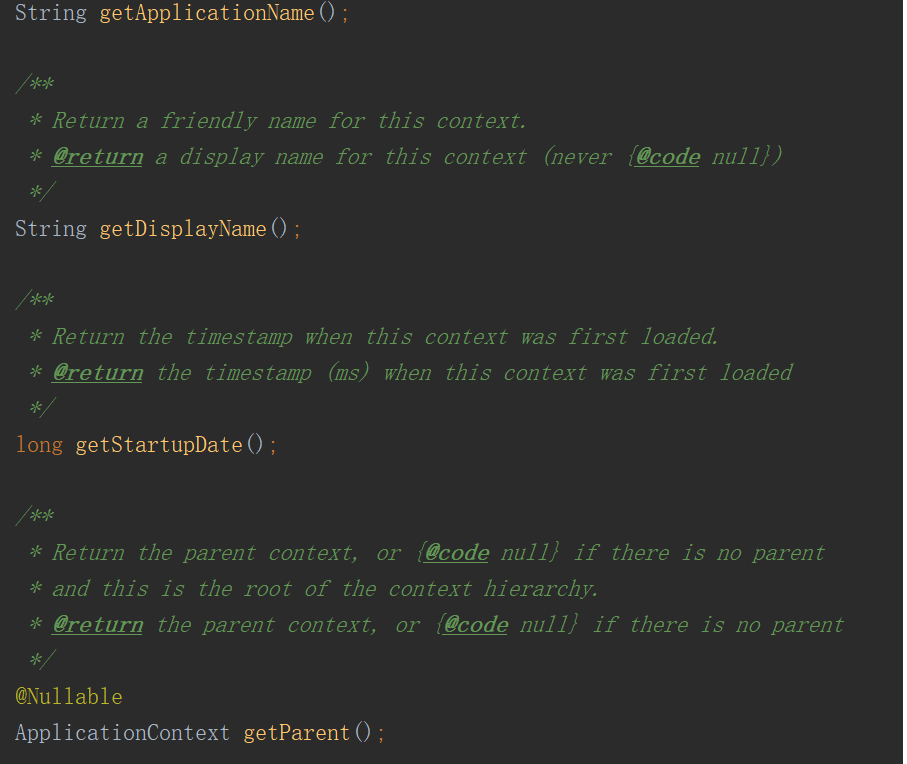 String getApplicationName();
/**
* Return a friendly name for this context.
* @return a display name for this context (never {@code null})
*/
String getDisplayName();
/**
* Return the timestamp when this context was first loaded.
* @return the timestamp (ms) when this context was first loaded
*/
long getStartupDate();
/**
* Return the parent context, or {@code null} if there is no parent
* and this is the root of the context hierarchy.
* @return the parent context, or {@code null} if there is no parent
*/
@Nullable
ApplicationContext getParent();